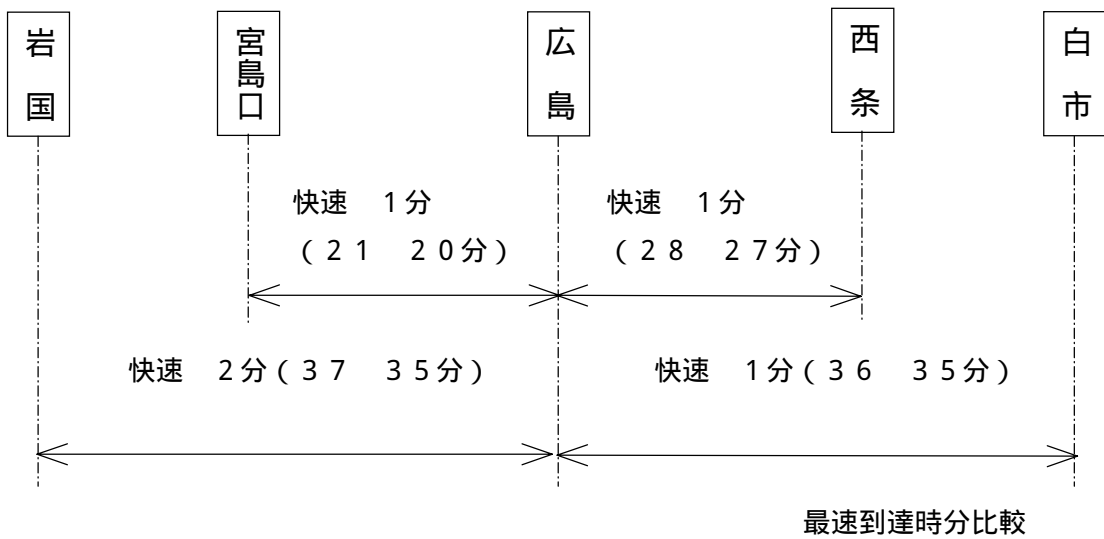 岩国
宮島口
広島
西条
白市
快速 1分
(21 20分)
快速 1分
(28 27分)
快速 2分(37 35分)
快速 1分(36 35分)
最速到達時分比較